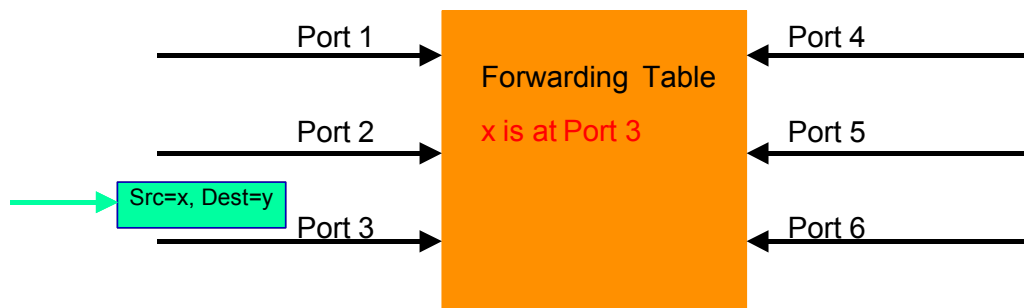 Port 1
Port 4
Forwarding Table
x is at Port 3
Port 2
Port 5
Src=x, Dest=y
Port 3
Port 6